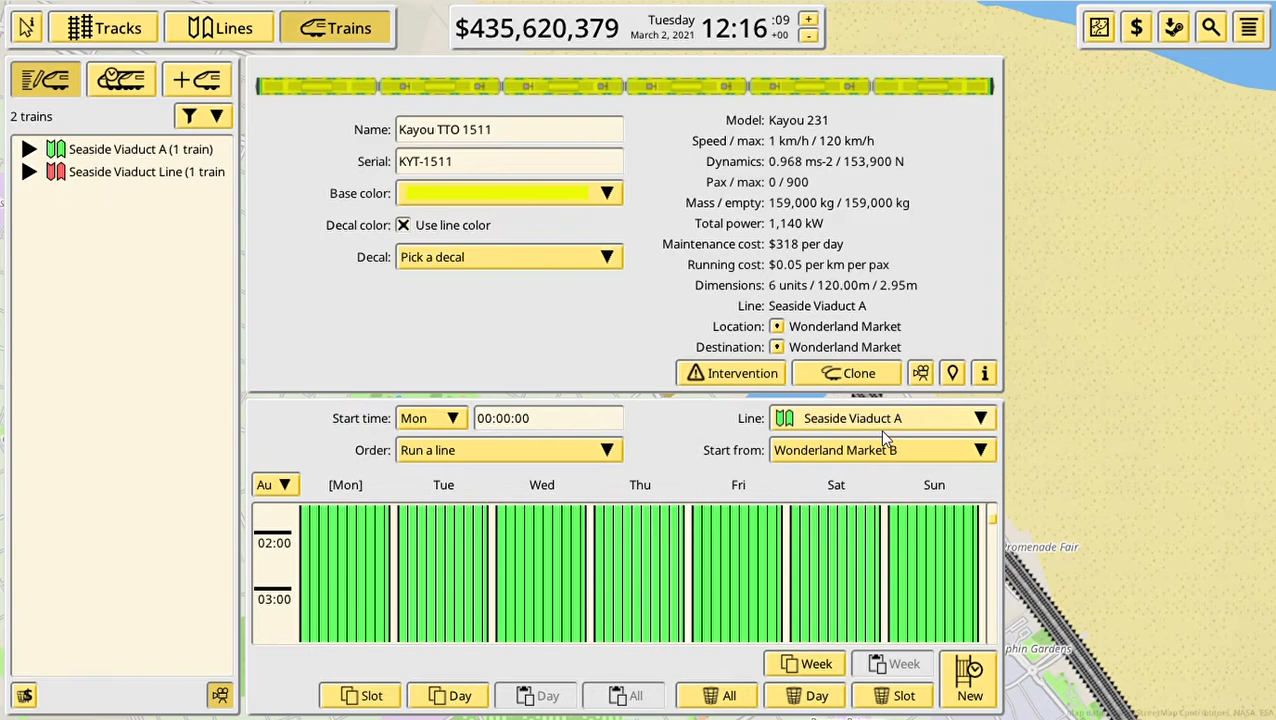 Tracks
Lines
Trains
$435,620,379
Tuesday
March 2, 2021
12:16
:09
+00
+
-
$
2 trains
Seaside Viaduct A (1 train)
Seaside Viaduct Line (1 train
Name: Kayou TTO 1511
Serial: KYT-1511
Base color:
Decal color: Use line color
Decal: Pick a decal
Model: Kayou 231
Speed / max: 1 km/h / 120 km/h
Dynamics: 0.968 ms-2 / 153,900 N
Pax / max: 0 / 900
Mass / empty: 159,000 kg / 159,000 kg
Total power: 1,140 kW
Maintenance cost: $318 per day
Running cost: $0.05 per km per pax
Dimensions: 6 units / 120.00m / 2.95m
Line: Seaside Viaduct A
Location: Wonderland Market
Destination: Wonderland Market
Intervention
Clone
Start time: Mon 00:00:00
Line: Seaside Viaduct A
Order: Run a line
Start from: Wonderland Market B
Au [Mon] Tue Wed Thu Fri Sat Sun
02:00
03:00
Week
Week
Slot
Day
Day
All
All
Day
Slot
New
Promenade Fair
phin Gardens